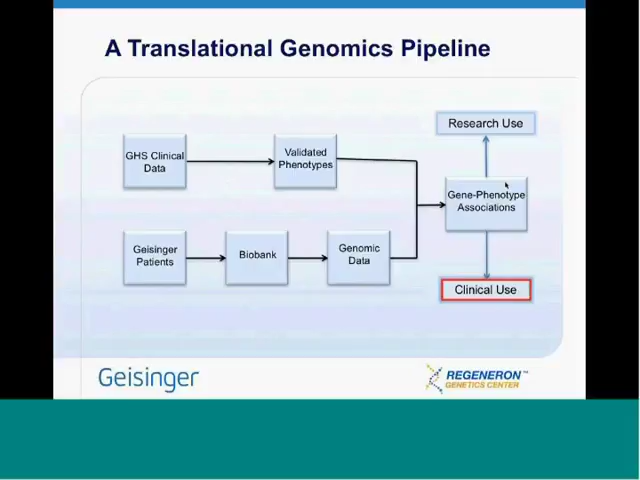 A Translational Genomics Pipeline
Research Use
GHS Clinical
Data
Validated
Phenotypes
Gene-Phenotype
Associations
Geisinger
Patients
Biobank
Genomic
Data
Clinical Use
Geisinger
REGENERON™
GENETICS CENTER